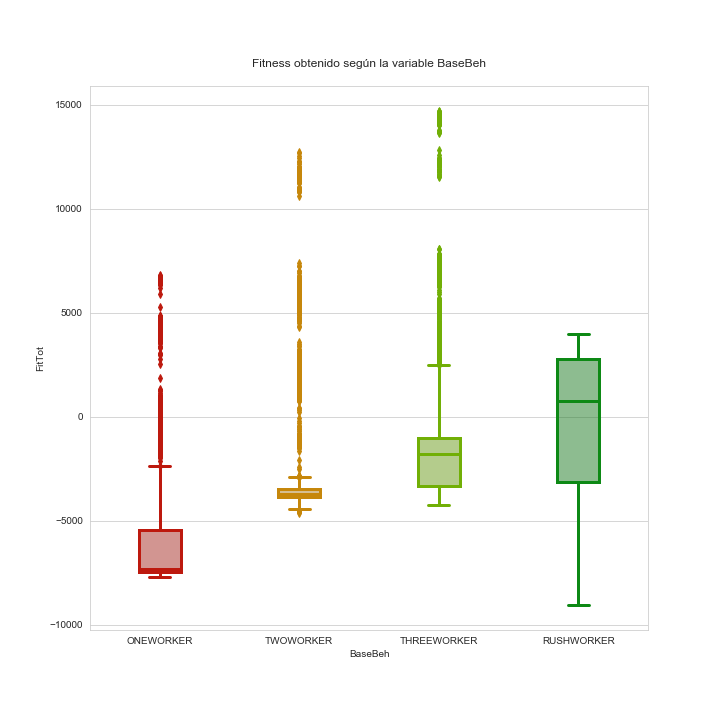 Fitness obtenido según la variable BaseBeh
15000
10000
5000
0
−5000
−10000
FitTot
ONEWORKER
TWOWORKER
THREEWORKER
RUSHWORKER
BaseBeh